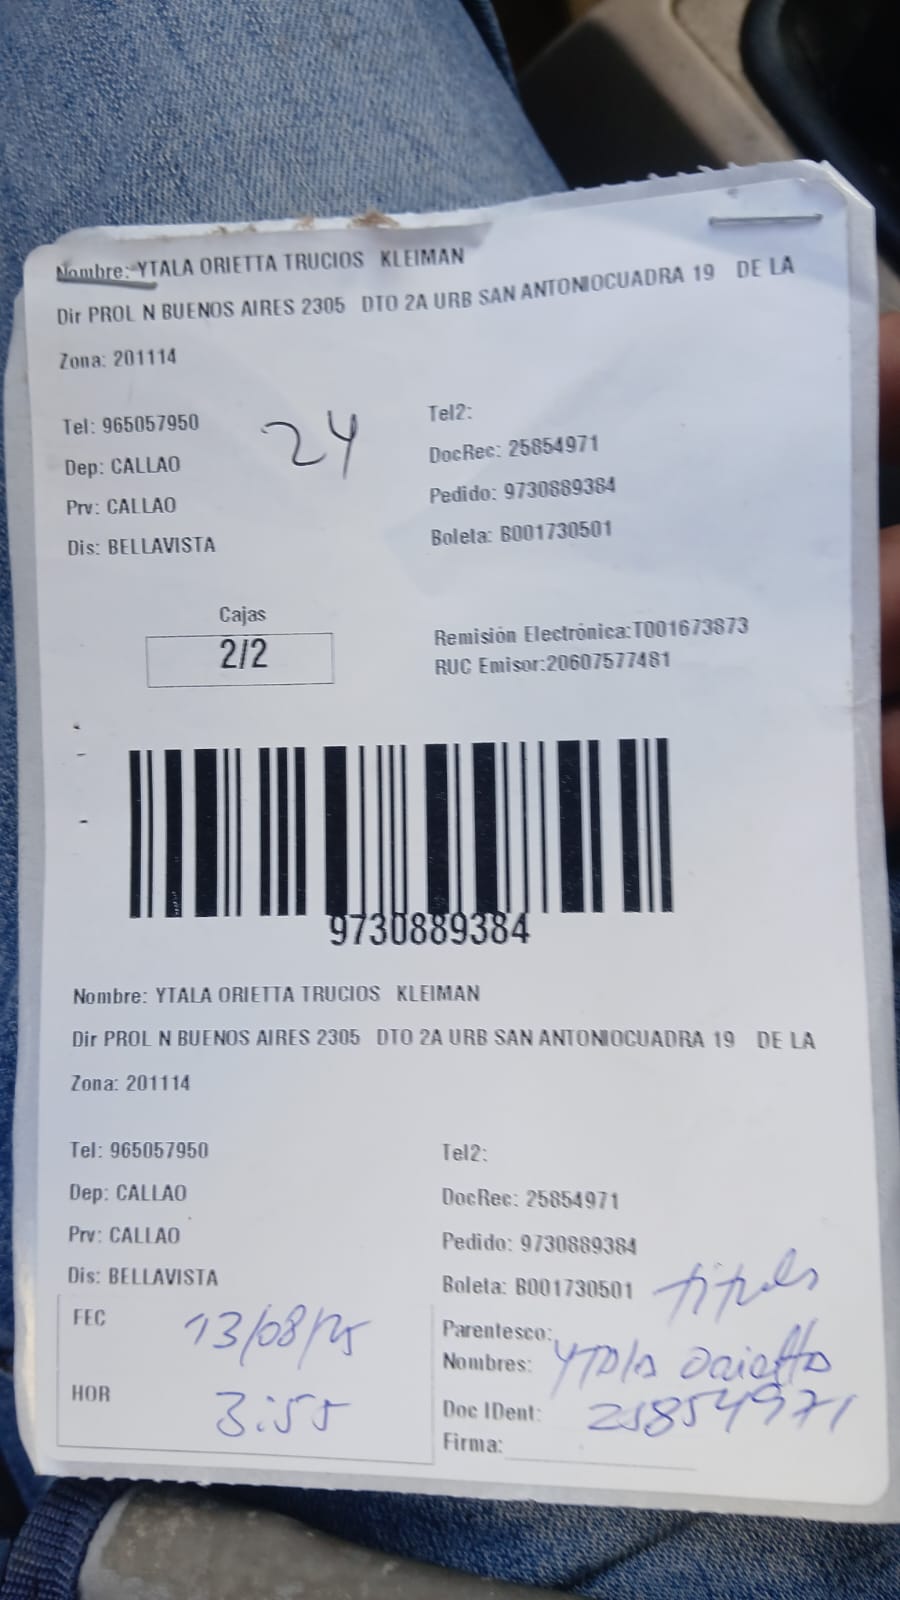 Nombre: YTALA ORIETTA TRUCIOS KLEIMAN
Dir PROL N BUENOS AIRES 2305 DTO 2A URB SAN ANTONIOCUADRA 19 DE LA
Zona: 201114
Tel: 965057950
24
Tel2:
Dep: CALLAO
DocRec: 25854971
Prv: CALLAO
Pedido: 9730889384
Dis: BELLAVISTA
Boleta: B001730501
Cajas
2/2
Remisión Electrónica:T001673873
RUC Emisor:20607577481
9730889384
Nombre: YTALA ORIETTA TRUCIOS KLEIMAN
Dir PROL N BUENOS AIRES 2305 DTO 2A URB SAN ANTONIOCUADRA 19 DE LA
Zona: 201114
Tel: 965057950
Tel2:
Dep: CALLAO
DocRec: 25854971
Prv: CALLAO
Pedido: 9730889384
Dis: BELLAVISTA
Boleta: B001730501
FEC 13/08/25
Parentesco:
Nombres: YTALA Orietta
HOR 3:55
Doc IDent: 25854971
Firma: